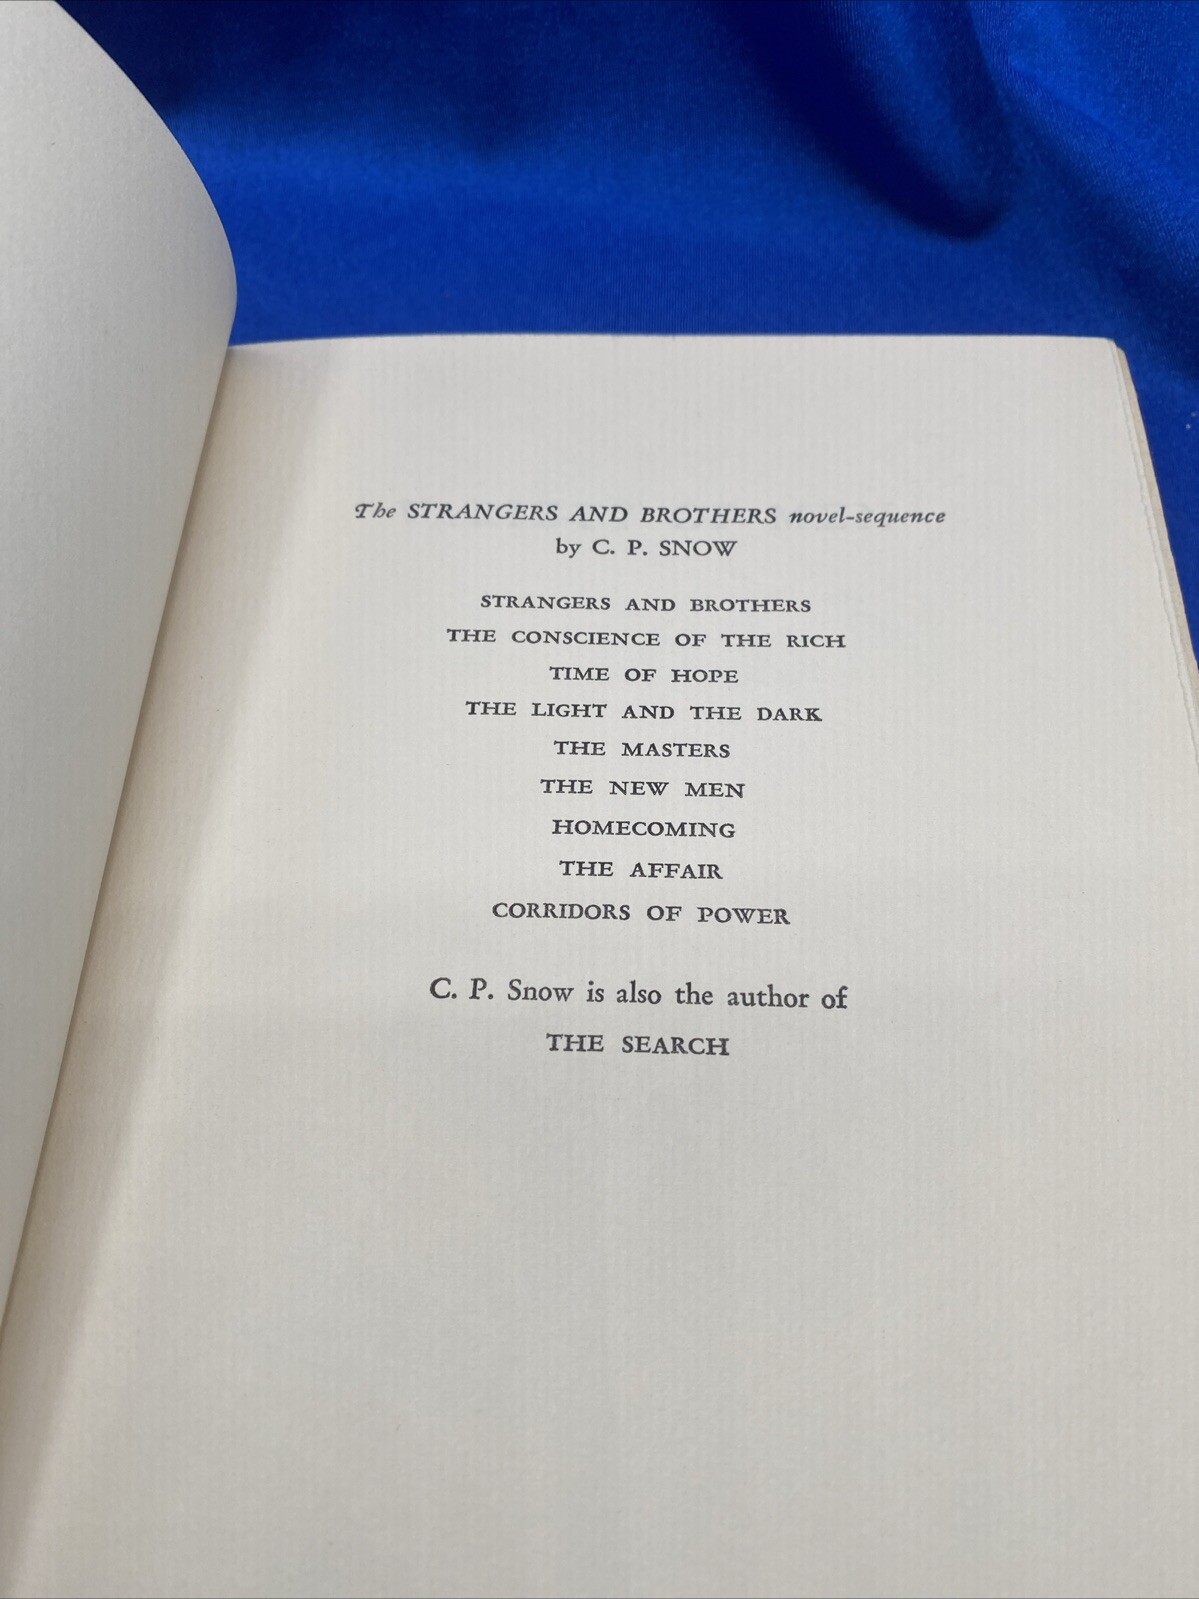 The STRANGERS AND BROTHERS novel-sequence
by C. P. SNOW
STRANGERS AND BROTHERS
THE CONSCIENCE OF THE RICH
TIME OF HOPE
THE LIGHT AND THE DARK
THE MASTERS
THE NEW MEN
HOMECOMING
THE AFFAIR
CORRIDORS OF POWER
C. P. Snow is also the author of
THE SEARCH